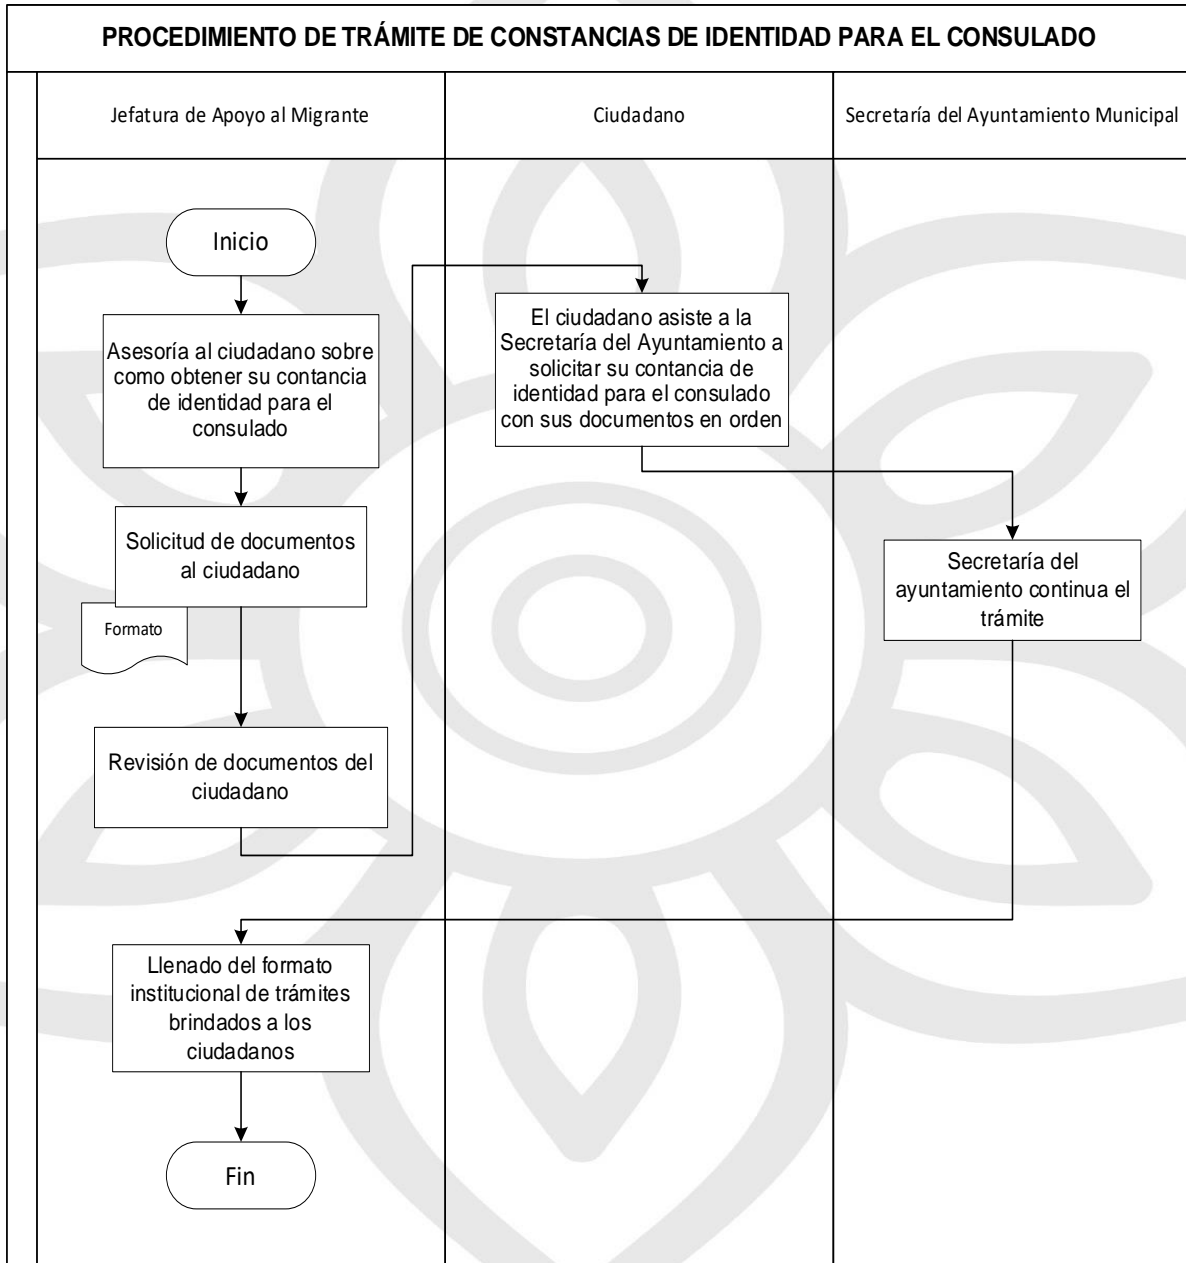 PROCEDIMIENTO DE TRÁMITE DE CONSTANCIAS DE IDENTIDAD PARA EL CONSULADO
Jefatura de Apoyo al Migrante
Ciudadano
Secretaría del Ayuntamiento Municipal
Inicio
Asesoría al ciudadano sobre
como obtener su contancia
de identidad para el
consulado
Solicitud de documentos
al ciudadano
Formato
Revisión de documentos del
ciudadano
El ciudadano asiste a la
Secretaría del Ayuntamiento a
solicitar su contancia de
identidad para el consulado
con sus documentos en orden
Secretaría del
ayuntamiento continua el
trámite
Llenado del formato
institucional de trámites
brindados a los
ciudadanos
Fin